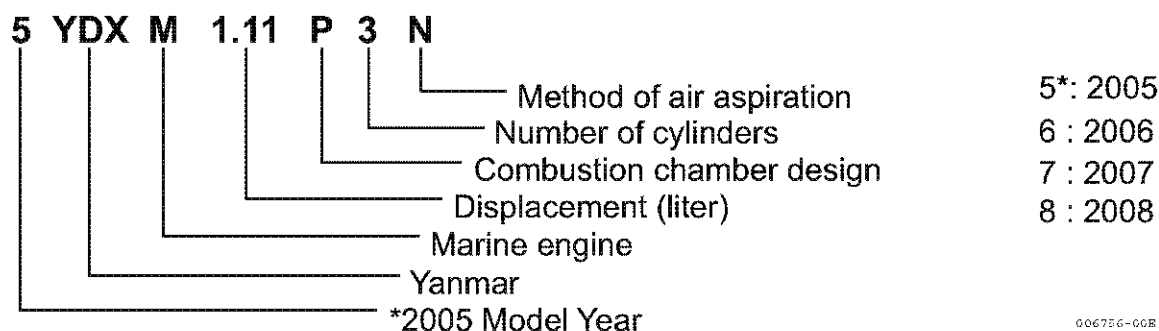 5 YDX M 1.11 P 3 N
Method of air aspiration
Number of cylinders
Combustion chamber design
Displacement (liter)
Marine engine
Yanmar
*2005 Model Year
5*: 2005
6 : 2006
7 : 2007
8 : 2008
006756-00E